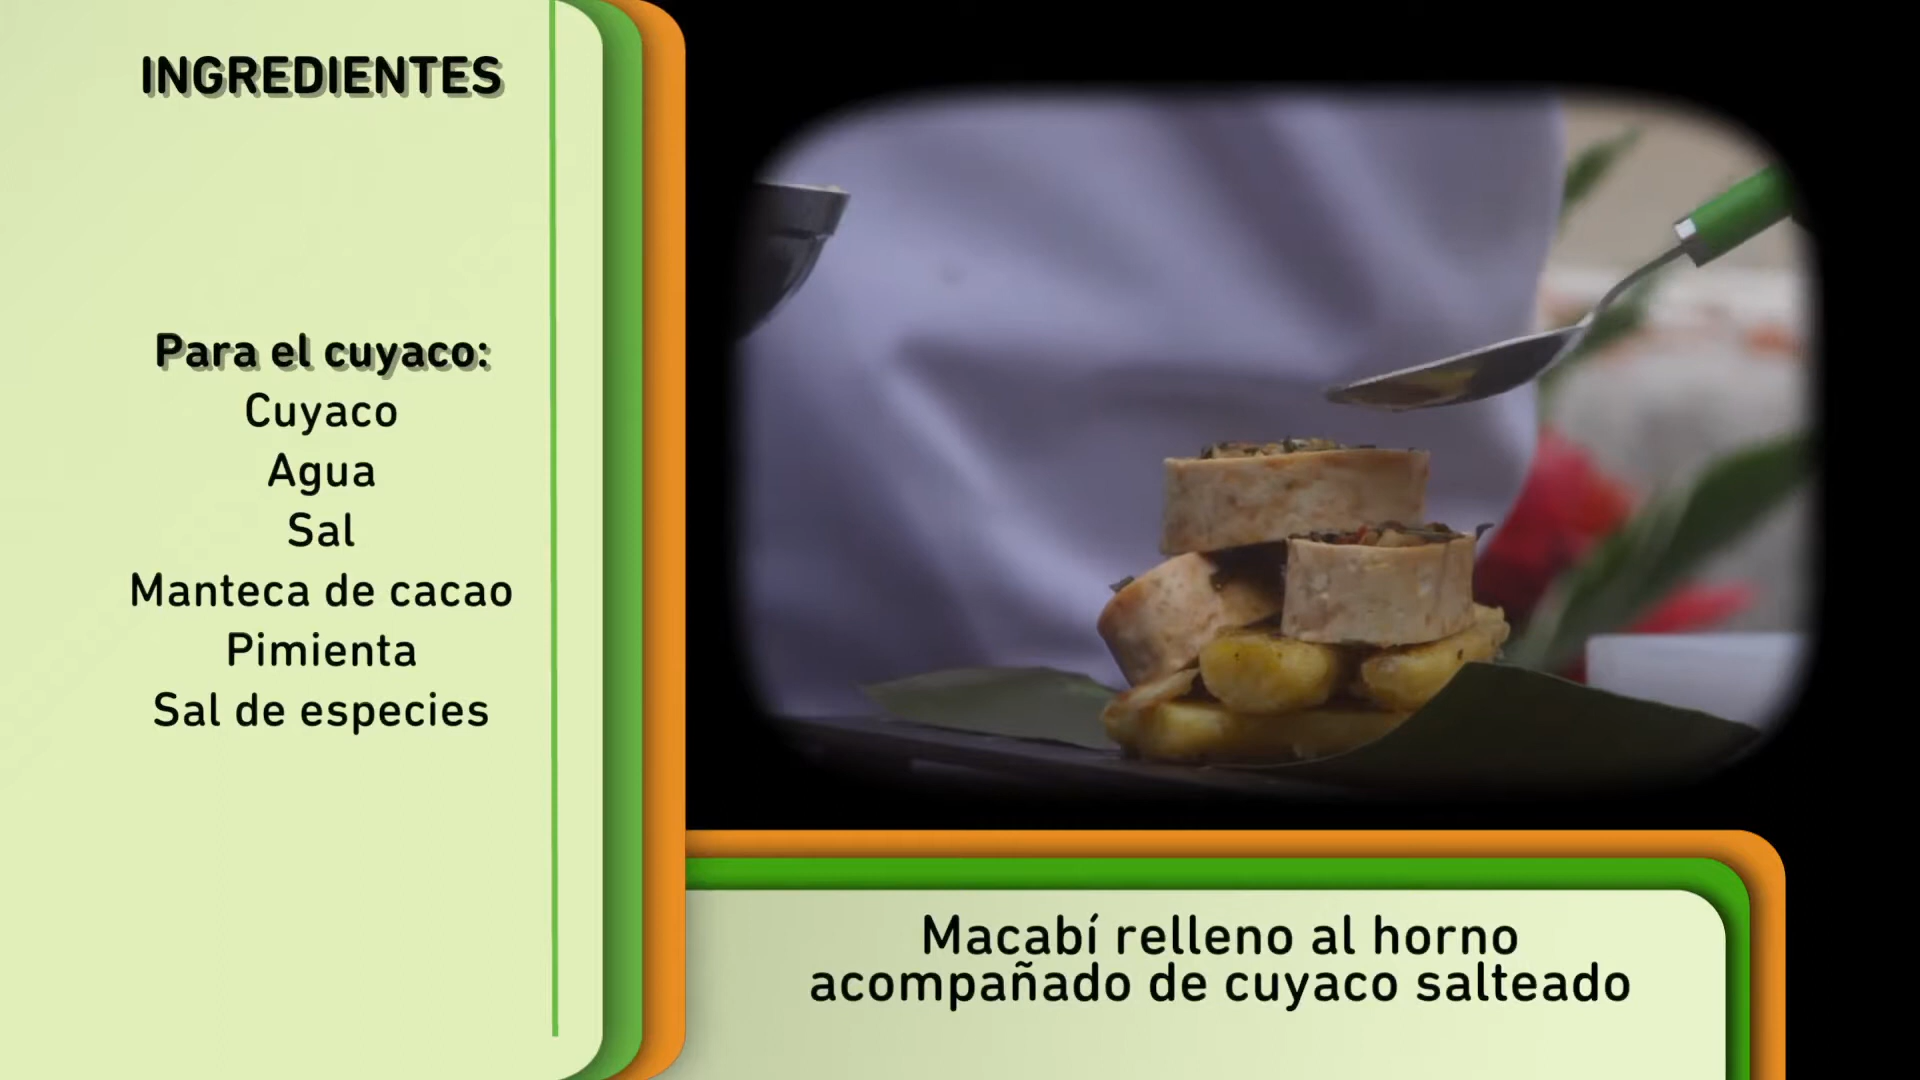 INGREDIENTES
Para el cuyaco:
Cuyaco
Agua
Sal
Manteca de cacao
Pimienta
Sal de especies
Macabí relleno al horno
acompañado de cuyaco salteado